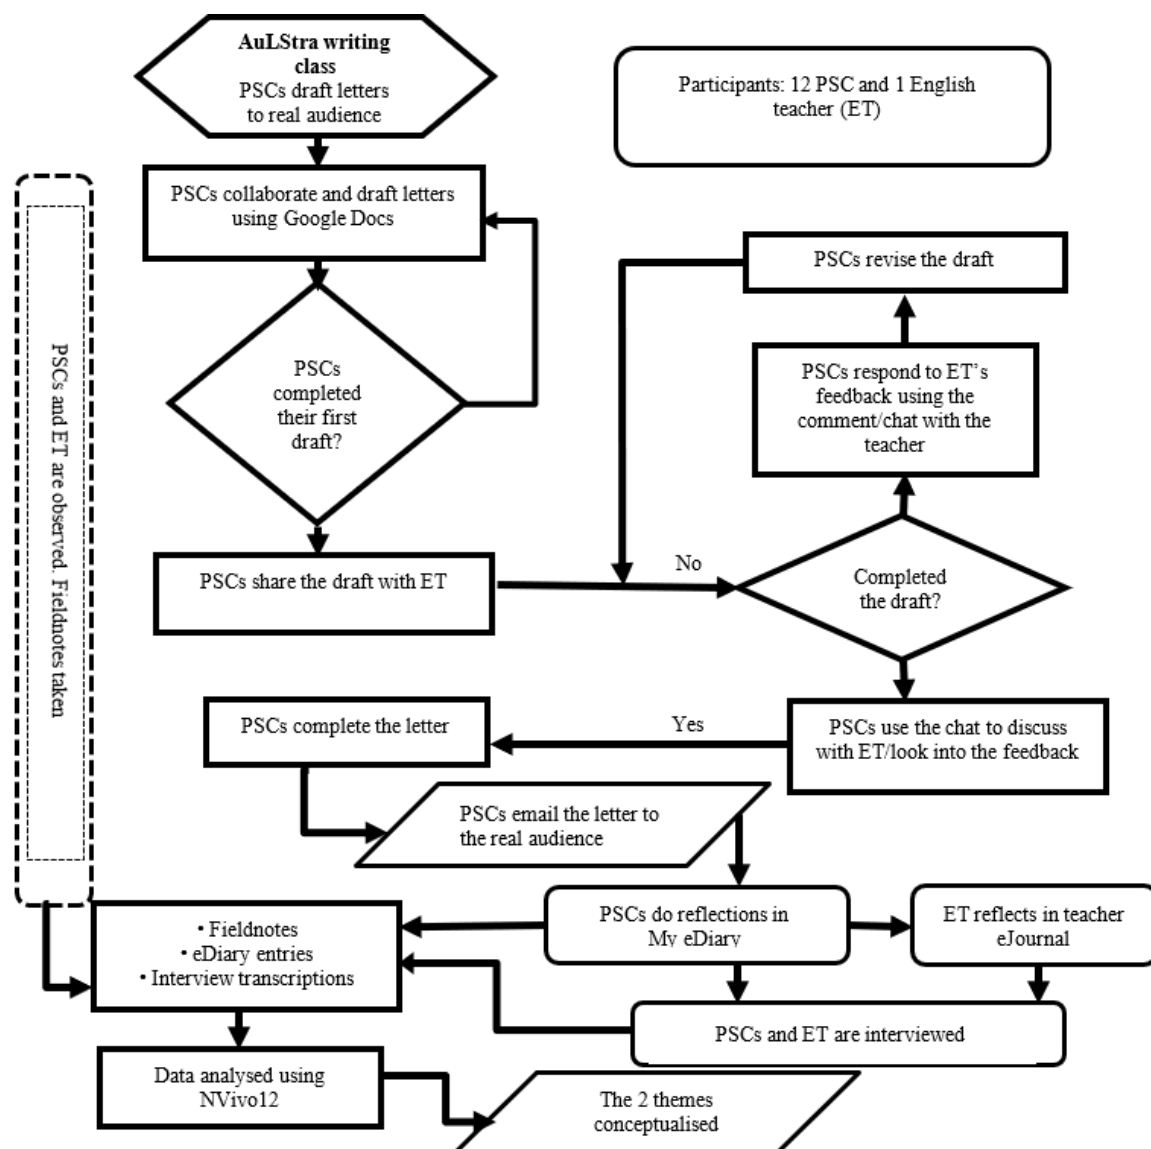 AuLStra writing
class
PSCs draft letters
to real audience
Participants: 12 PSC and 1 English
teacher (ET)
PSCs collaborate and draft letters
using Google Docs
PSCs revise the draft
PSCs
completed
their first
draft?
PSCs respond to ET’s
feedback using the
comment/chat with the
teacher
PSCs and ET are observed. Fieldnotes taken
PSCs share the draft with ET
No
Completed
the draft?
PSCs complete the letter
Yes
PSCs use the chat to discuss
with ET/look into the feedback
PSCs email the letter to
the real audience
• Fieldnotes
• eDiary entries
• Interview transcriptions
PSCs do reflections in
My eDiary
ET reflects in teacher
eJournal
PSCs and ET are interviewed
Data analysed using
NVivo12
The 2 themes
conceptualised